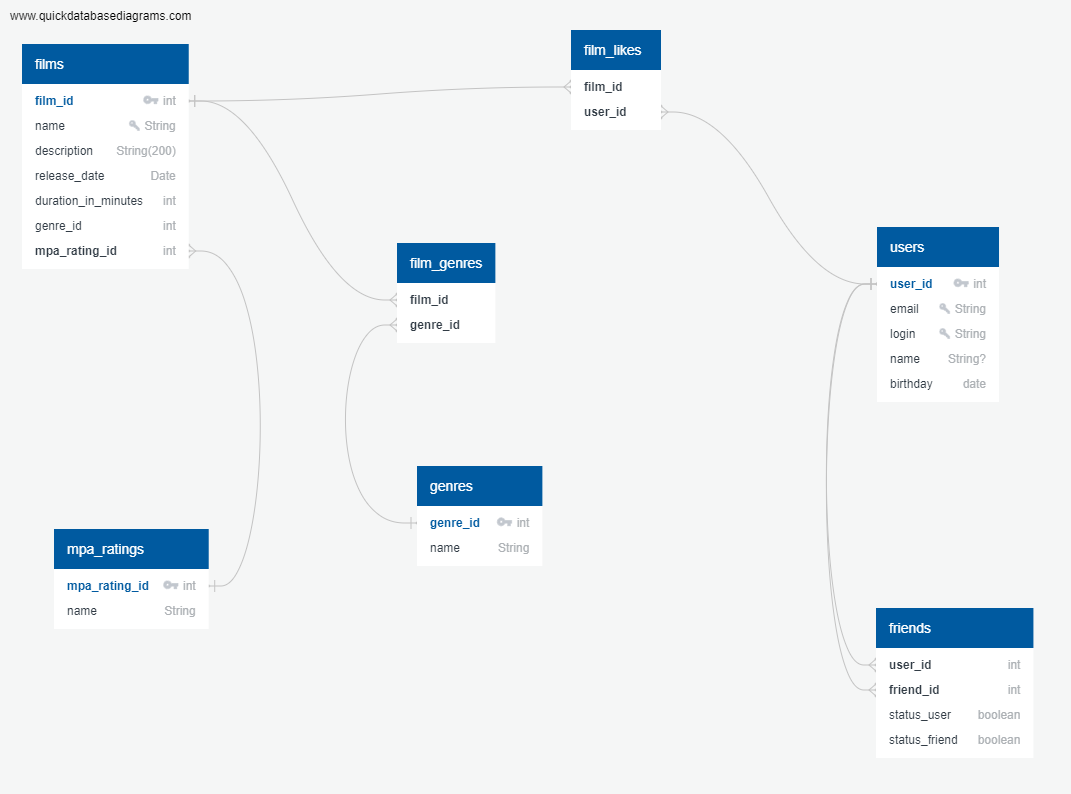 www.quickdatabasediagrams.com
films
film_id int
name String
description String(200)
release_date Date
duration_in_minutes int
genre_id int
mpa_rating_id int
film_likes
film_id
user_id
film_genres
film_id
genre_id
users
user_id int
email String
login String
name String?
birthday date
genres
genre_id int
name String
mpa_ratings
mpa_rating_id int
name String
friends
user_id int
friend_id int
status_user boolean
status_friend boolean